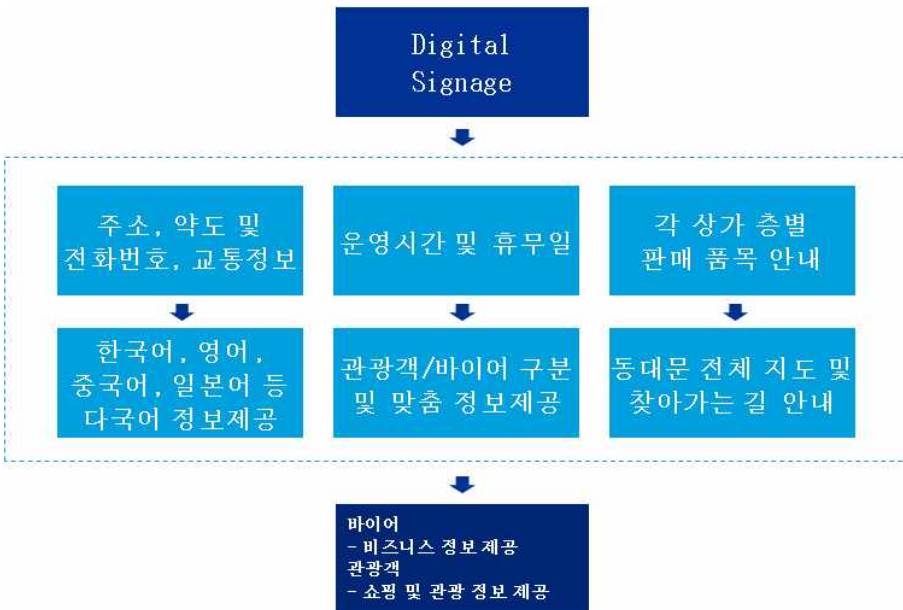 Digital
Signage
주소, 약도 및
전화번호, 교통정보
운영시간 및 휴무일
각 상가 층별
판매 품목 안내
한국어, 영어,
중국어, 일본어 등
다국어 정보제공
관광객/바이어 구분
및 맞춤 정보제공
동대문 전체 지도 및
찾아가는 길 안내
바이어
- 비즈니스 정보 제공
관광객
- 쇼핑 및 관광 정보 제공